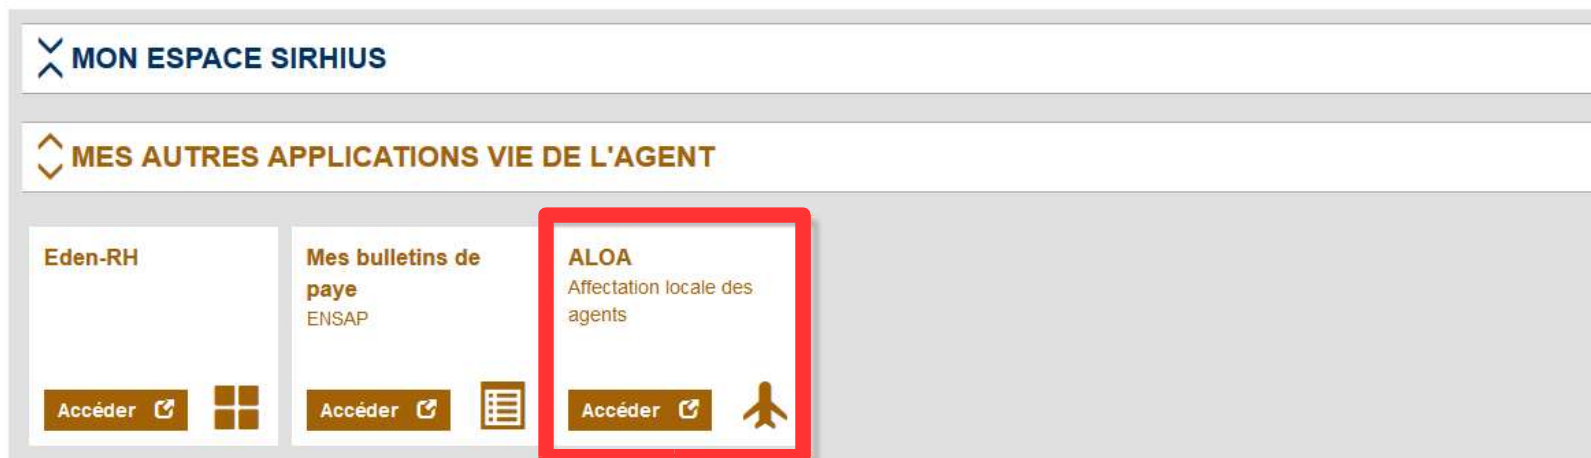 MON ESPACE SIRHIUS
MES AUTRES APPLICATIONS VIE DE L'AGENT
Eden-RH
Accéder
Mes bulletins de
paye
ENSAP
Accéder
ALOA
Affectation locale des
agents
Accéder